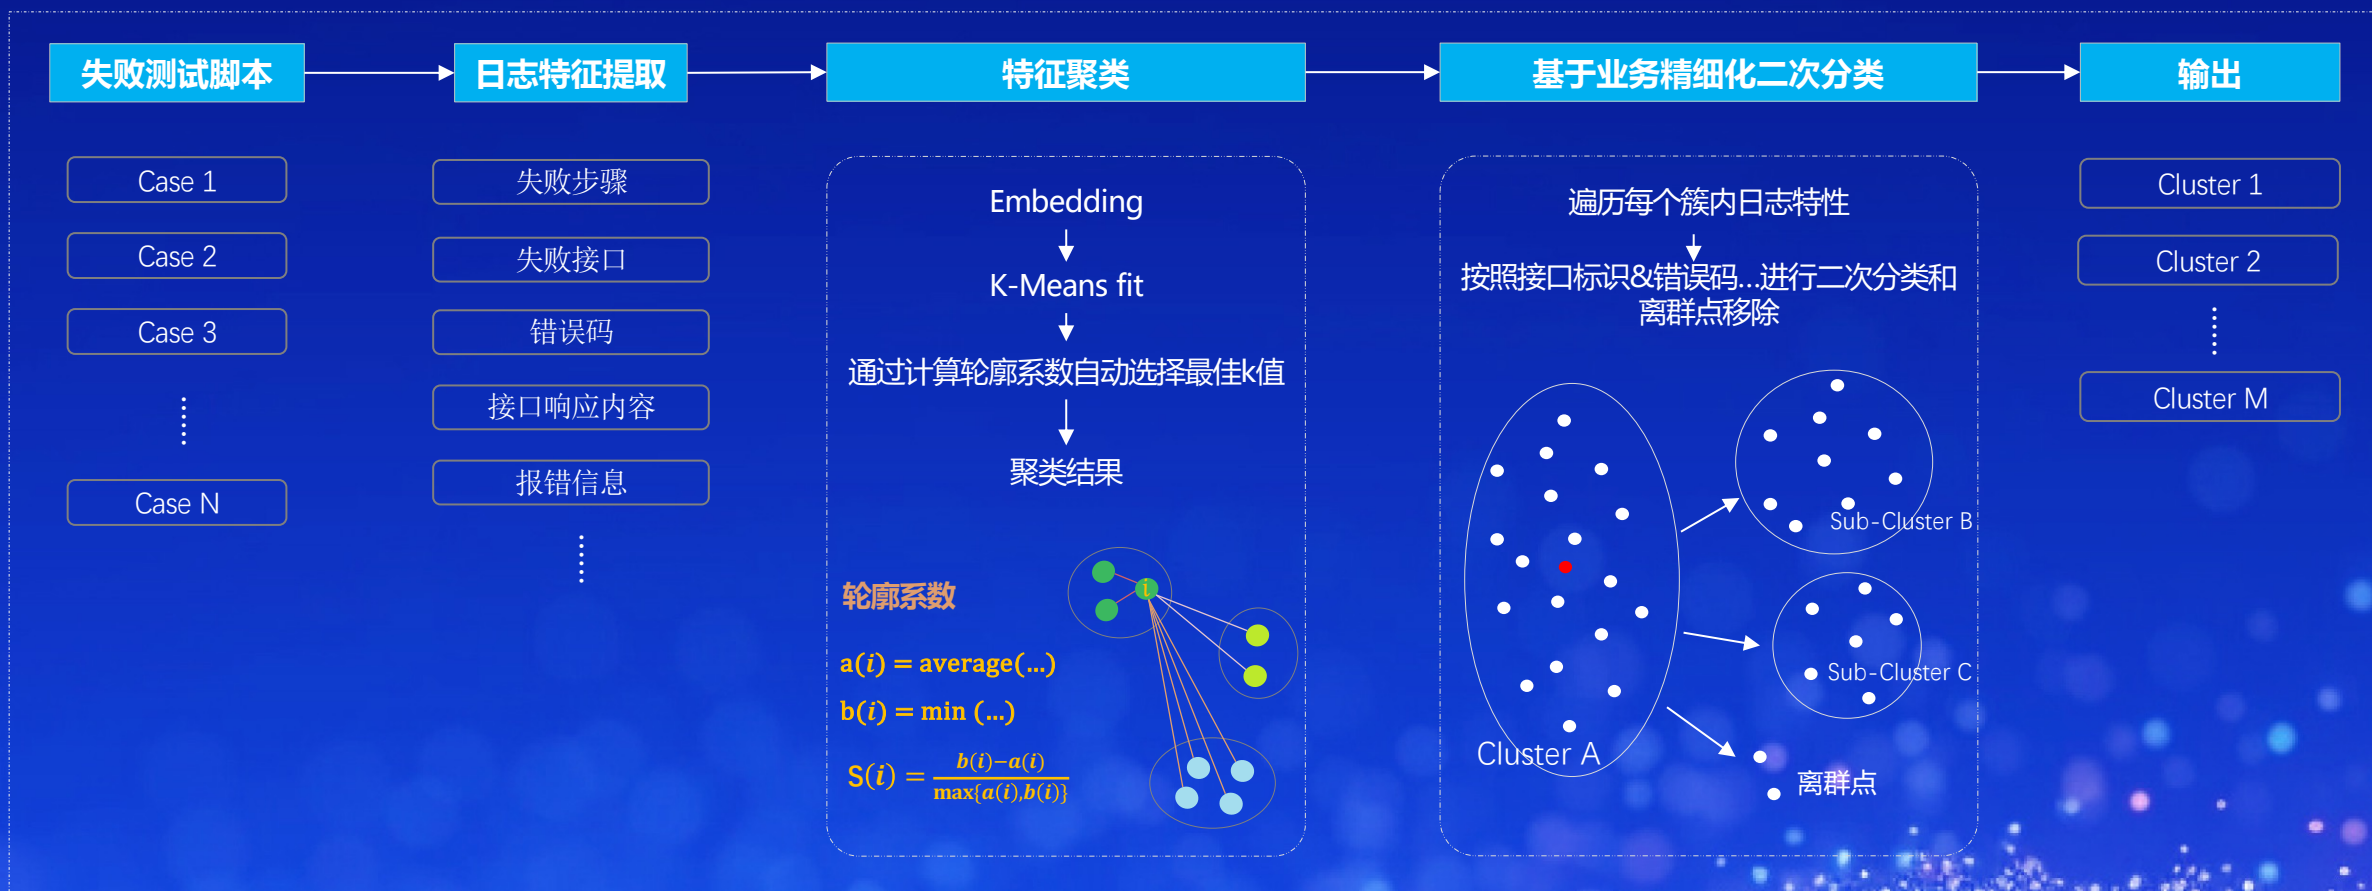 失败测试脚本
日志特征提取
特征聚类
基于业务精细化二次分类
输出
Case 1
Case 2
Case 3
......
Case N
失败步骤
失败接口
错误码
接口响应内容
报错信息
......
Embedding
K-Means fit
通过计算轮廓系数自动选择最佳k值
聚类结果
轮廓系数
a(i) = average(...)
b(i) = min (...)
S(i) = b(i)−a(i) / max{a(i),b(i)}
i
遍历每个簇内日志特性
按照接口标识&错误码...进行二次分类和
离群点移除
Cluster A
Sub-Cluster B
Sub-Cluster C
离群点
Cluster 1
Cluster 2
......
Cluster M